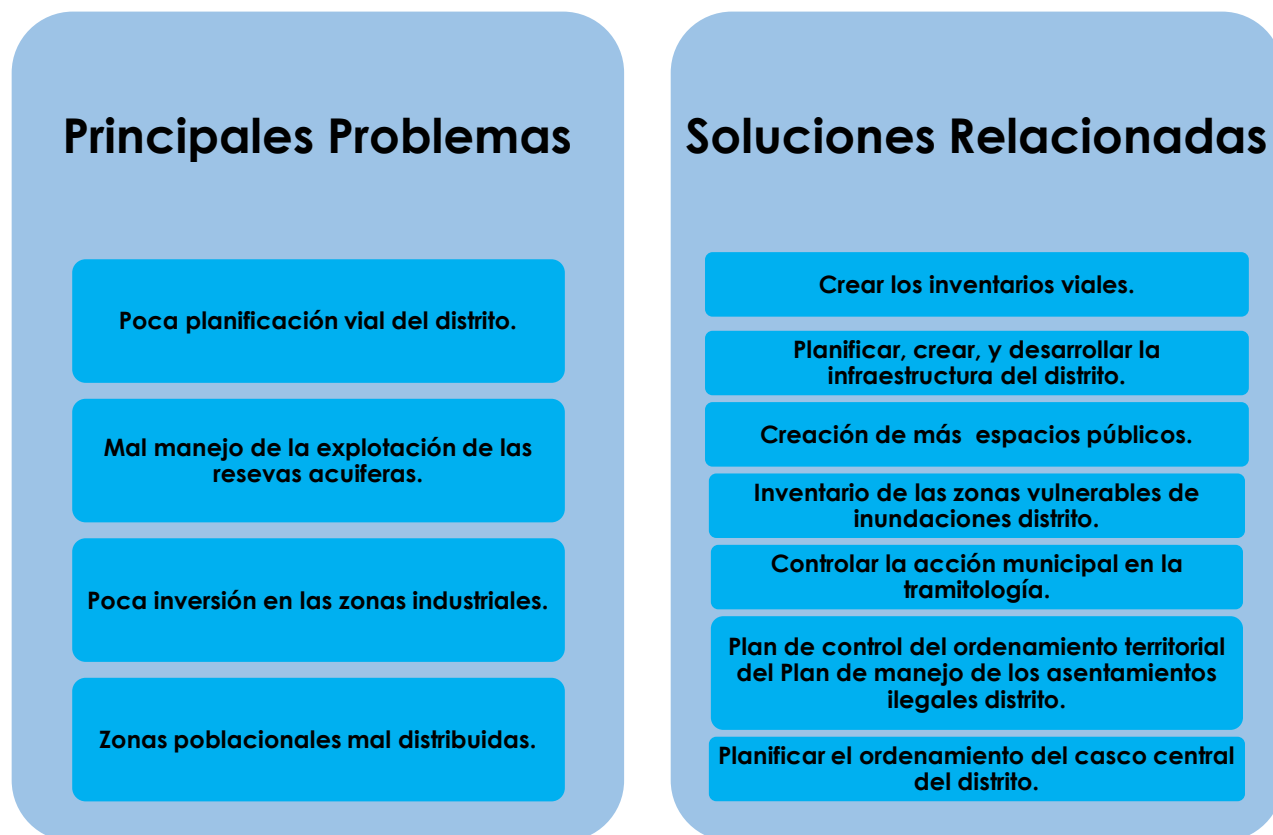 Principales Problemas
Poca planificación vial del distrito.
Mal manejo de la explotación de las
resevas acuiferas.
Poca inversión en las zonas industriales.
Zonas poblacionales mal distribuidas.
Soluciones Relacionadas
Crear los inventarios viales.
Planificar, crear, y desarrollar la
infraestructura del distrito.
Creación de más espacios públicos.
Inventario de las zonas vulnerables de
inundaciones distrito.
Controlar la acción municipal en la
tramitología.
Plan de control del ordenamiento territorial
del Plan de manejo de los asentamientos
ilegales distrito.
Planificar el ordenamiento del casco central
del distrito.